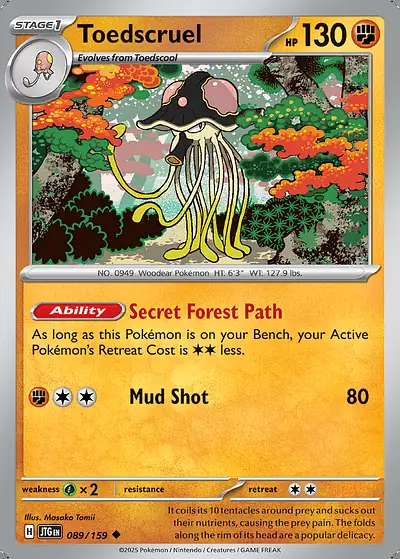 STAGE 1
Toedscruel
HP 130
Evolves from Toedscool
NO. 0949 Woodear Pokémon HT: 6'3" WT: 127.9 lbs.
Ability Secret Forest Path
As long as this Pokémon is on your Bench, your Active
Pokémon's Retreat Cost is less.
Mud Shot 80
weakness ×2 resistance retreat
Illus. Masako Tomii
H JTG EN 089/159
It coils its 10 tentacles around prey and sucks out
their nutrients, causing the prey pain. The folds
along the rim of its head are a popular delicacy.
©2025 Pokémon / Nintendo / Creatures / GAME FREAK